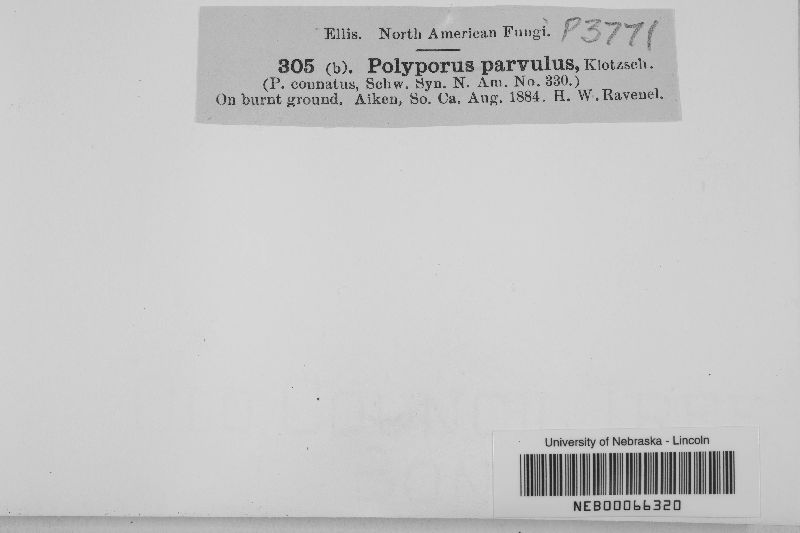 Ellis. North American Fungi. P3771
305 (b). Polyporus parvulus, Klotzsch.
(P. connatus, Schw. Syn. N. Am. No. 330.)
On burnt ground. Aiken, So. Ca. Aug. 1884. H. W. Ravenel.
University of Nebraska - Lincoln
NEB00066320